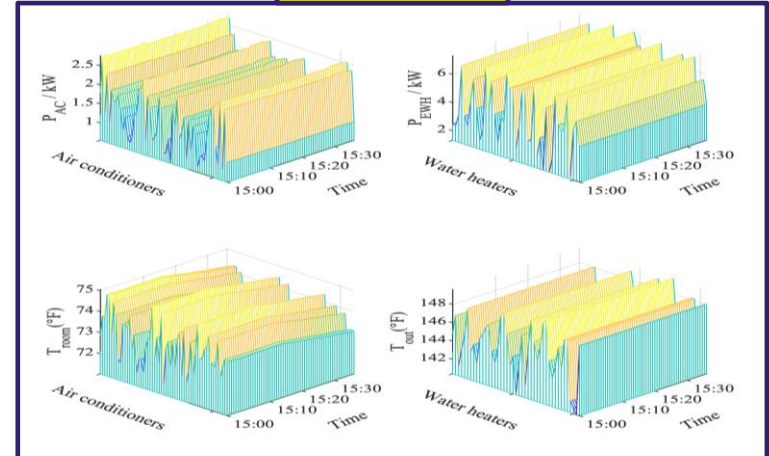 P_AC / kW
2.5
2
1.5
1
Air conditioners
15:00
15:10
15:20
15:30
Time
P_EWH / kW
6
4
2
Water heaters
15:00
15:10
15:20
15:30
Time
T_room(°F)
75
74
73
72
Air conditioners
15:00
15:10
15:20
15:30
Time
T_out(°F)
148
146
144
142
Water heaters
15:00
15:10
15:20
15:30
Time